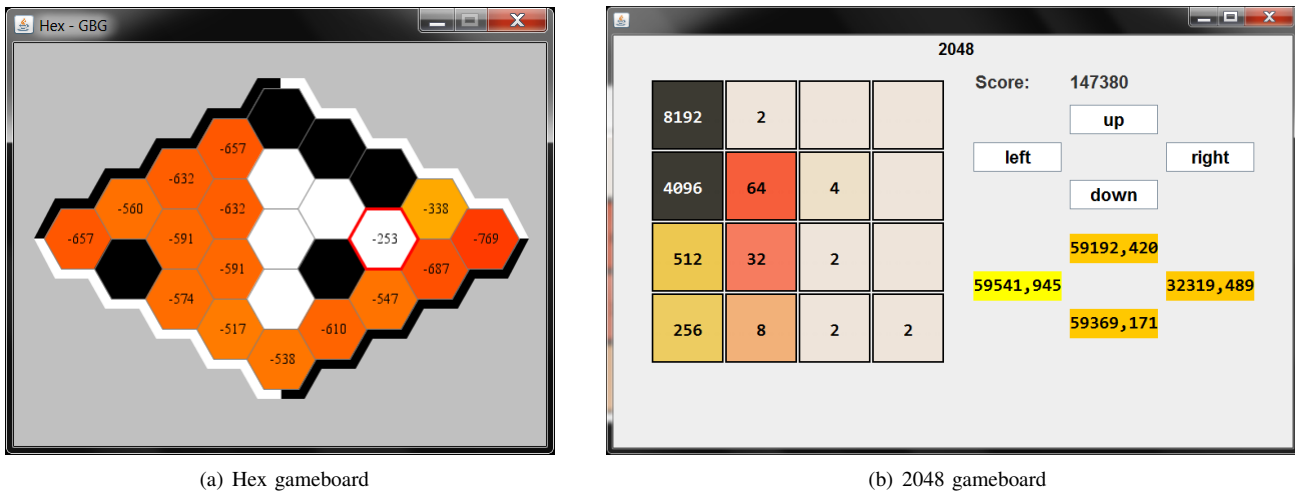 Hex - GBG
-657
-632
-560
-632
-338
-657
-591
-253
-769
-591
-687
-574
-547
-517
-610
-538
(a) Hex gameboard
2048
Score: 147380
8192 2
up
left right
4096 64 4
down
512 32 2
59192,420
59541,945 32319,489
256 8 2 2
59369,171
(b) 2048 gameboard